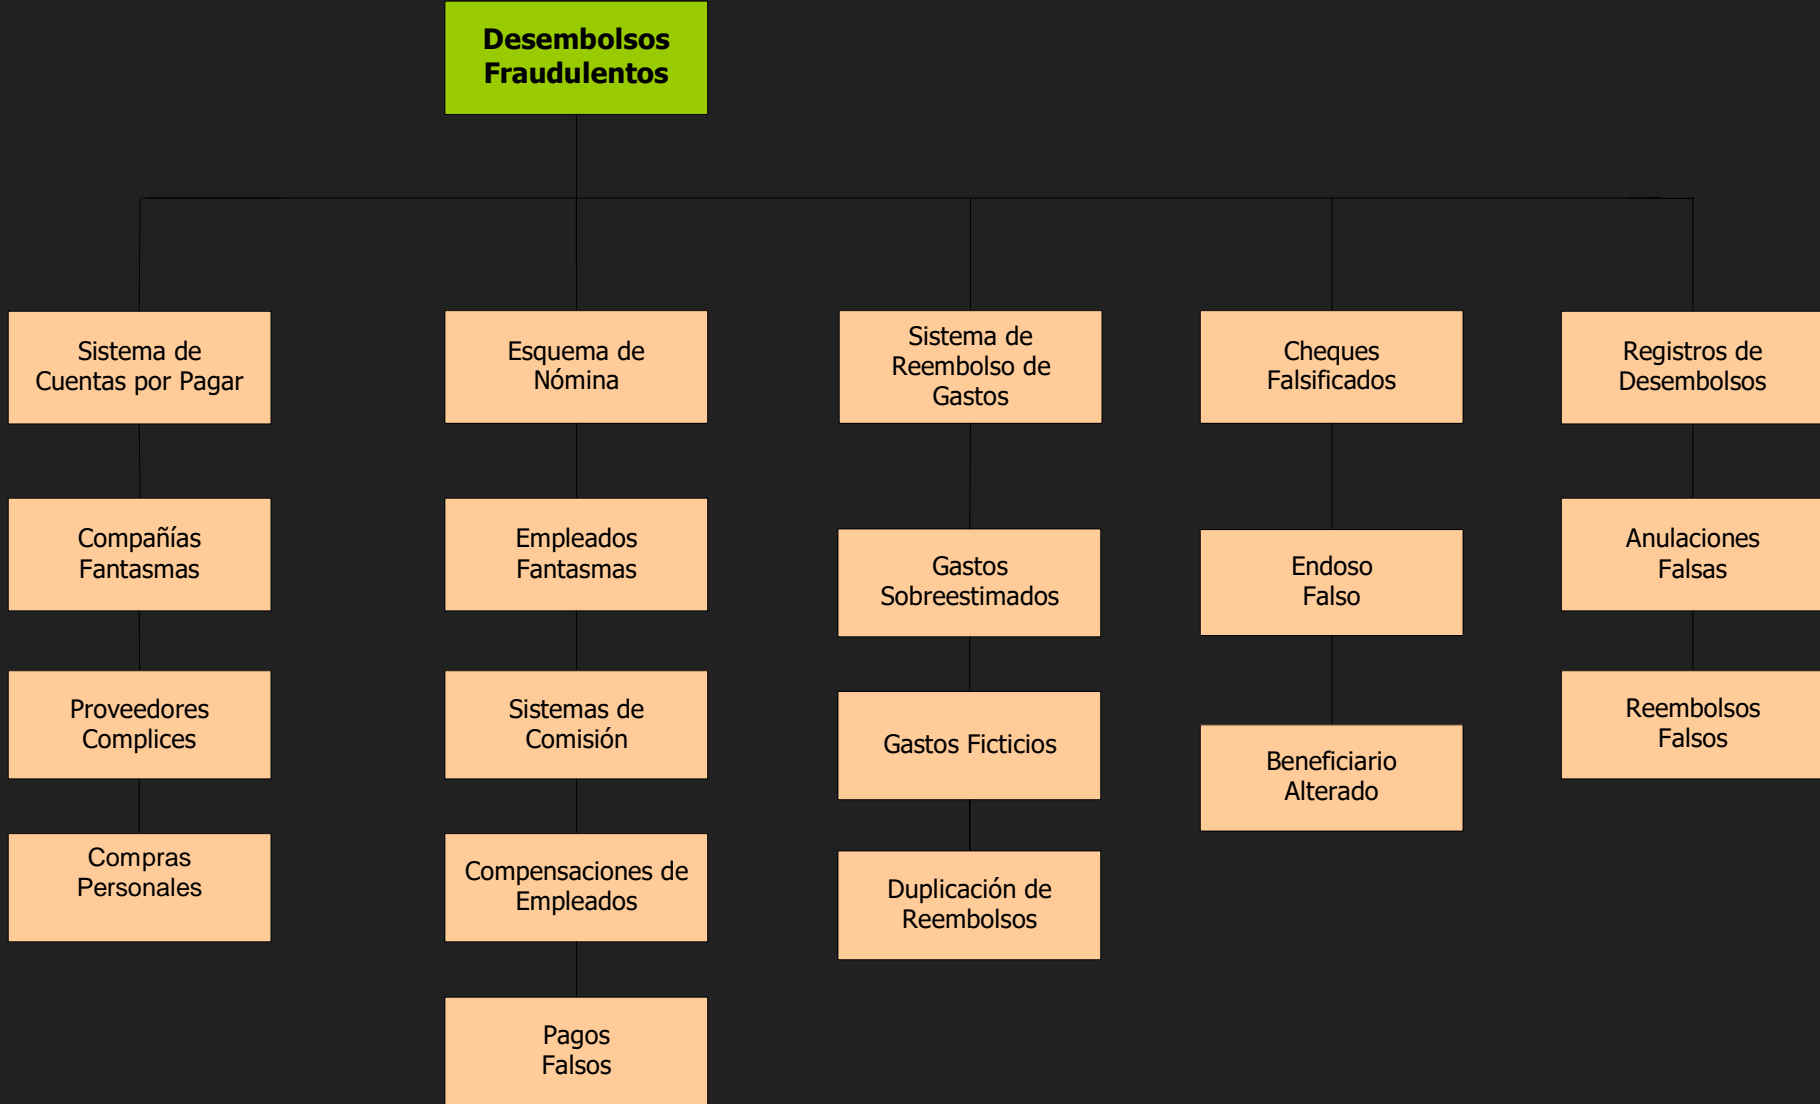 Desembolsos
Fraudulentos
Sistema de
Cuentas por Pagar
Compañías
Fantasmas
Proveedores
Complices
Compras
Personales
Esquema de
Nómina
Empleados
Fantasmas
Sistemas de
Comisión
Compensaciones de
Empleados
Pagos
Falsos
Sistema de
Reembolso de
Gastos
Gastos
Sobreestimados
Gastos Ficticios
Duplicación de
Reembolsos
Cheques
Falsificados
Endoso
Falso
Beneficiario
Alterado
Registros de
Desembolsos
Anulaciones
Falsas
Reembolsos
Falsos